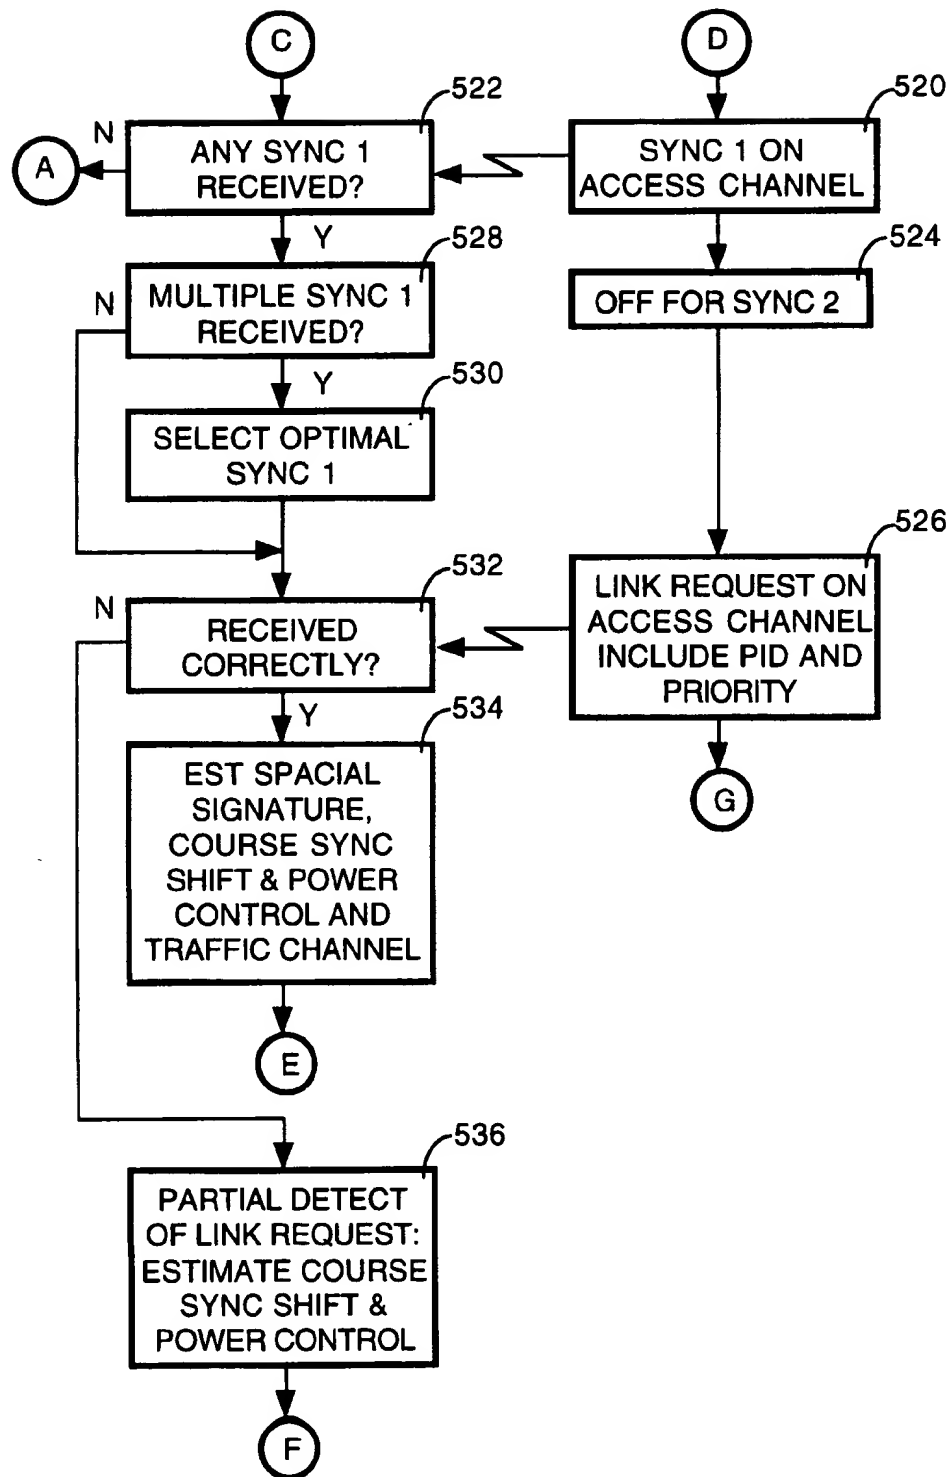 C
D
522
520
N
A
ANY SYNC 1
RECEIVED?
SYNC 1 ON
ACCESS CHANNEL
Y
528
524
N
MULTIPLE SYNC 1
RECEIVED?
OFF FOR SYNC 2
Y
530
SELECT OPTIMAL
SYNC 1
526
532
N
RECEIVED
CORRECTLY?
LINK REQUEST ON
ACCESS CHANNEL
INCLUDE PID AND
PRIORITY
Y
534
EST SPACIAL
SIGNATURE,
COURSE SYNC
SHIFT & POWER
CONTROL AND
TRAFFIC CHANNEL
G
E
536
PARTIAL DETECT
OF LINK REQUEST:
ESTIMATE COURSE
SYNC SHIFT &
POWER CONTROL
F